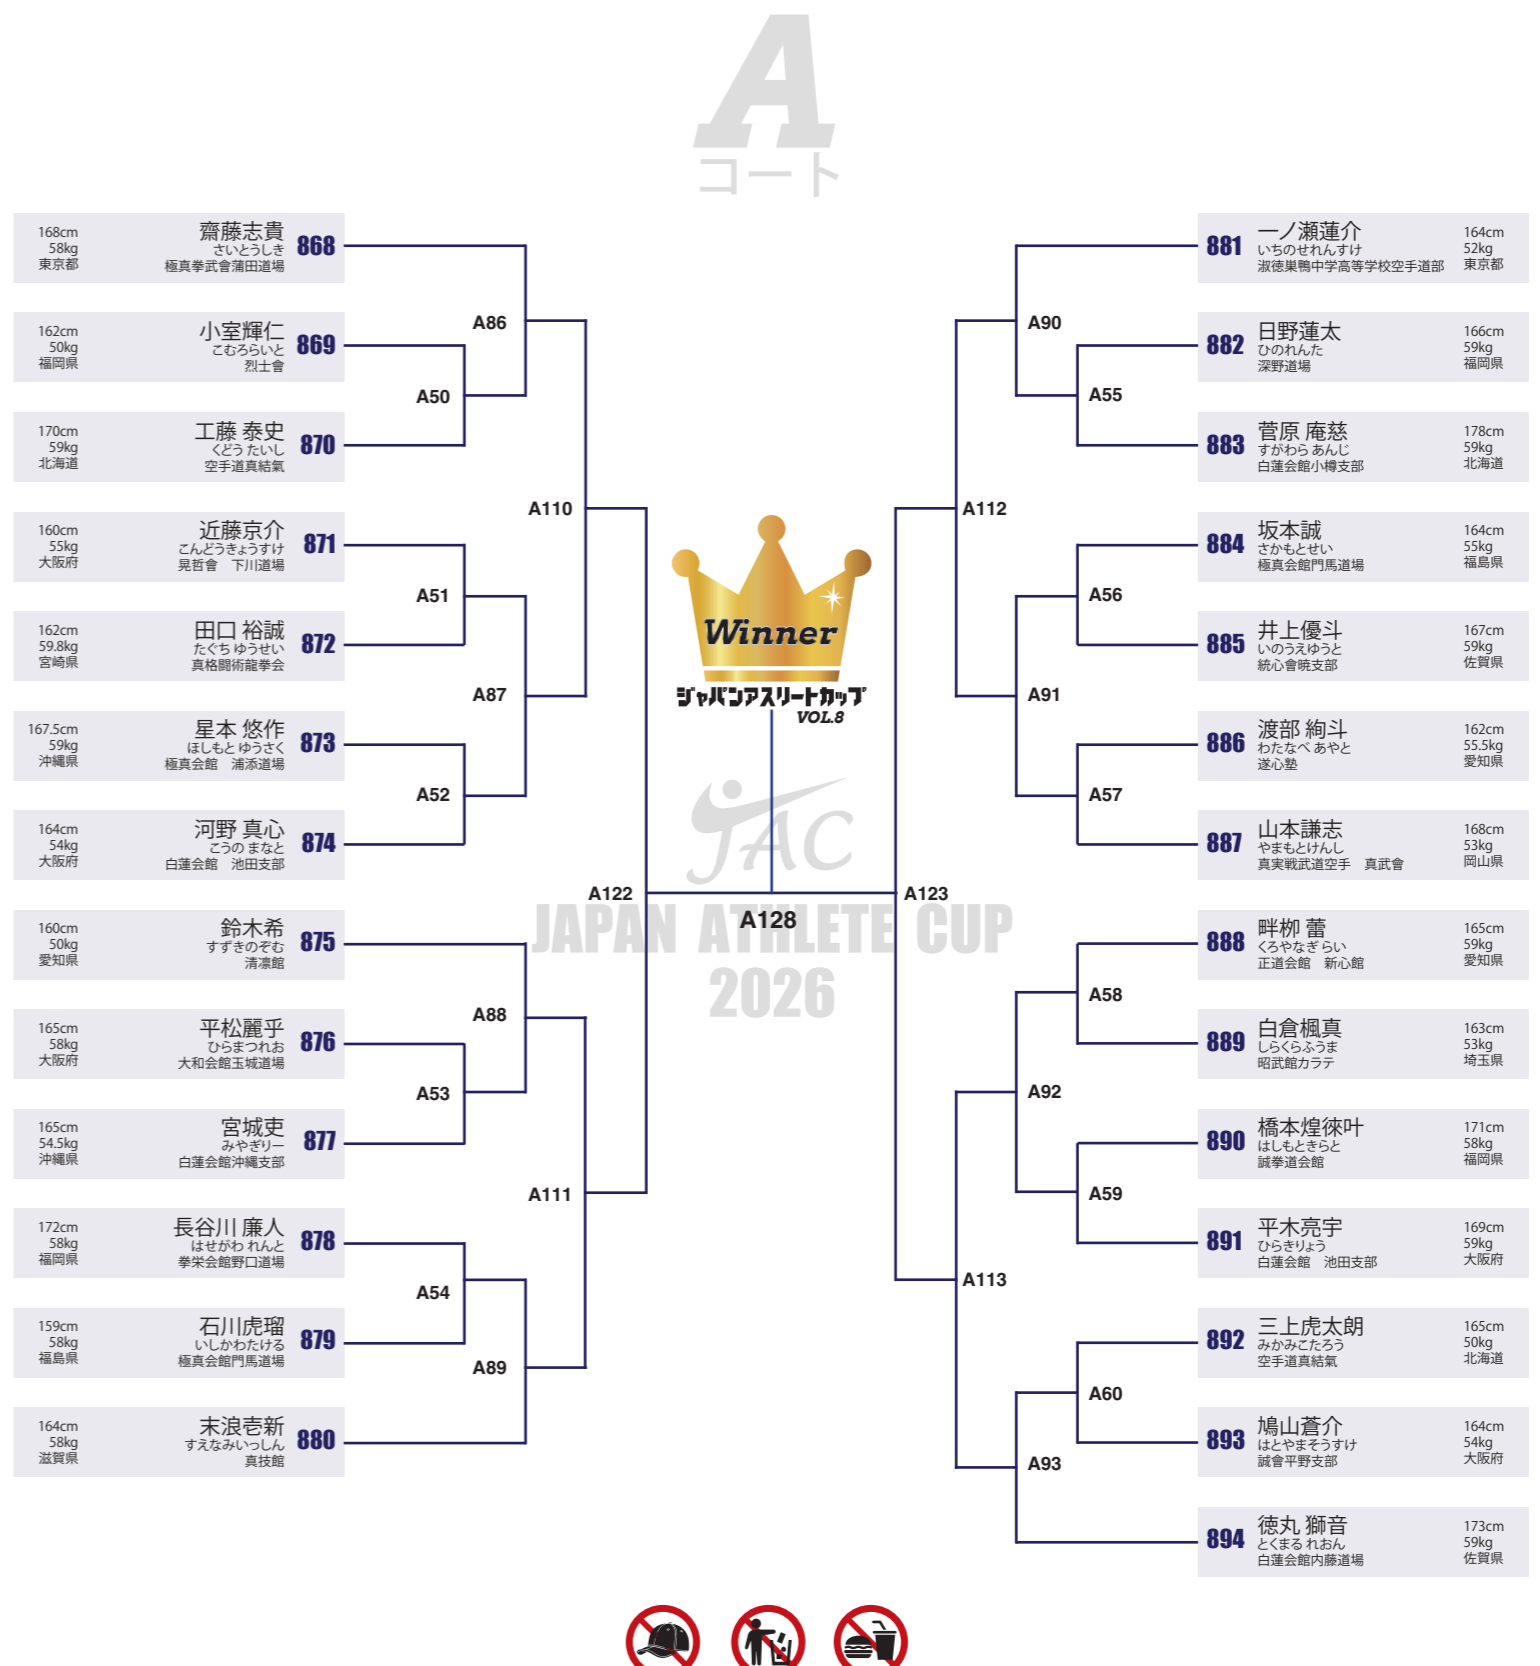 A
コート
168cm
58kg
東京都
齋藤志貴
さいとうしき
極真拳武會蒲田道場
868
162cm
50kg
福岡県
小室輝仁
こむろらいと
烈士會
869
170cm
59kg
北海道
工藤 泰史
くどう たいし
空手道真結氣
870
160cm
55kg
大阪府
近藤京介
こんどうきょうすけ
晃哲會 下川道場
871
162cm
59.8kg
宮崎県
田口 裕誠
たぐち ゆうせい
真格闘術龍拳会
872
167.5cm
59kg
沖縄県
星本 悠作
ほしもと ゆうさく
極真会館 浦添道場
873
164cm
54kg
大阪府
河野 真心
こうの まなと
白蓮会館 池田支部
874
160cm
50kg
愛知県
鈴木希
すずきのぞむ
清凛館
875
165cm
58kg
大阪府
平松麗乎
ひらまつれお
大和会館玉城道場
876
165cm
54.5kg
沖縄県
宮城吏
みやぎりー
白蓮会館沖縄支部
877
172cm
58kg
福岡県
長谷川 廉人
はせがわ れんと
拳栄会館野口道場
878
159cm
58kg
福島県
石川虎瑠
いしかわたける
極真会館門馬道場
879
164cm
58kg
滋賀県
末浪壱新
すえなみいっしん
真技館
880
A86
A50
A110
A51
A87
A52
A122
A88
A53
A111
A54
A89
Winner
ジャパンアスリートカップ
VOL.8
JAC
A128
JAPAN ATHLETE CUP
2026
A90
A55
A112
A56
A91
A57
A123
A58
A92
A59
A113
A60
A93
881
一ノ瀬蓮介
いちのせれんすけ
淑徳巣鴨中学高等学校空手道部
164cm
52kg
東京都
882
日野蓮太
ひのれんた
深野道場
166cm
59kg
福岡県
883
菅原 庵慈
すがわら あんじ
白蓮会館小樽支部
178cm
59kg
北海道
884
坂本誠
さかもとせい
極真会館門馬道場
164cm
55kg
福島県
885
井上優斗
いのうえゆうと
統心會暁支部
167cm
59kg
佐賀県
886
渡部 絢斗
わたなべ あやと
遂心塾
162cm
55.5kg
愛知県
887
山本謙志
やまもとけんし
真実戦武道空手 真武會
168cm
53kg
岡山県
888
畔栁 蕾
くろやなぎ らい
正道会館 新心館
165cm
59kg
愛知県
889
白倉楓真
しらくらふうま
昭武館カラテ
163cm
53kg
埼玉県
890
橋本煌徠叶
はしもときらと
誠拳道会館
171cm
58kg
福岡県
891
平木亮宇
ひらきりょう
白蓮会館 池田支部
169cm
59kg
大阪府
892
三上虎太朗
みかみこたろう
空手道真結氣
165cm
50kg
北海道
893
鳩山蒼介
はとやまそうすけ
誠會平野支部
164cm
54kg
大阪府
894
徳丸 獅音
とくまる れおん
白蓮会館内藤道場
173cm
59kg
佐賀県